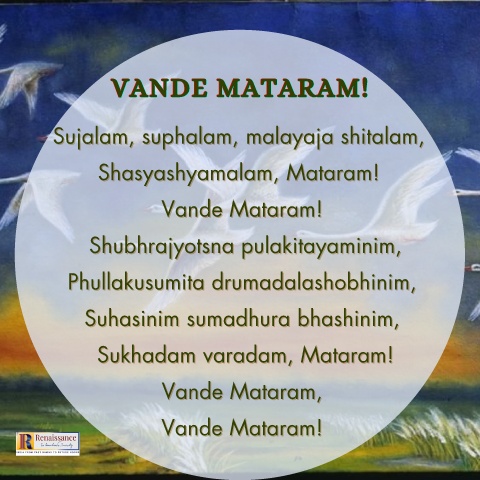 VANDE MATARAM!
Sujalam, suphalam, malayaja shitalam,
Shasyashyamalam, Mataram!
Vande Mataram!
Shubhrajyotsna pulakitayaminim,
Phullakusumita drumadalashobhinim,
Suhasinim sumadhura bhashinim,
Sukhadam varadam, Mataram!
Vande Mataram,
Vande Mataram!
Renaissance